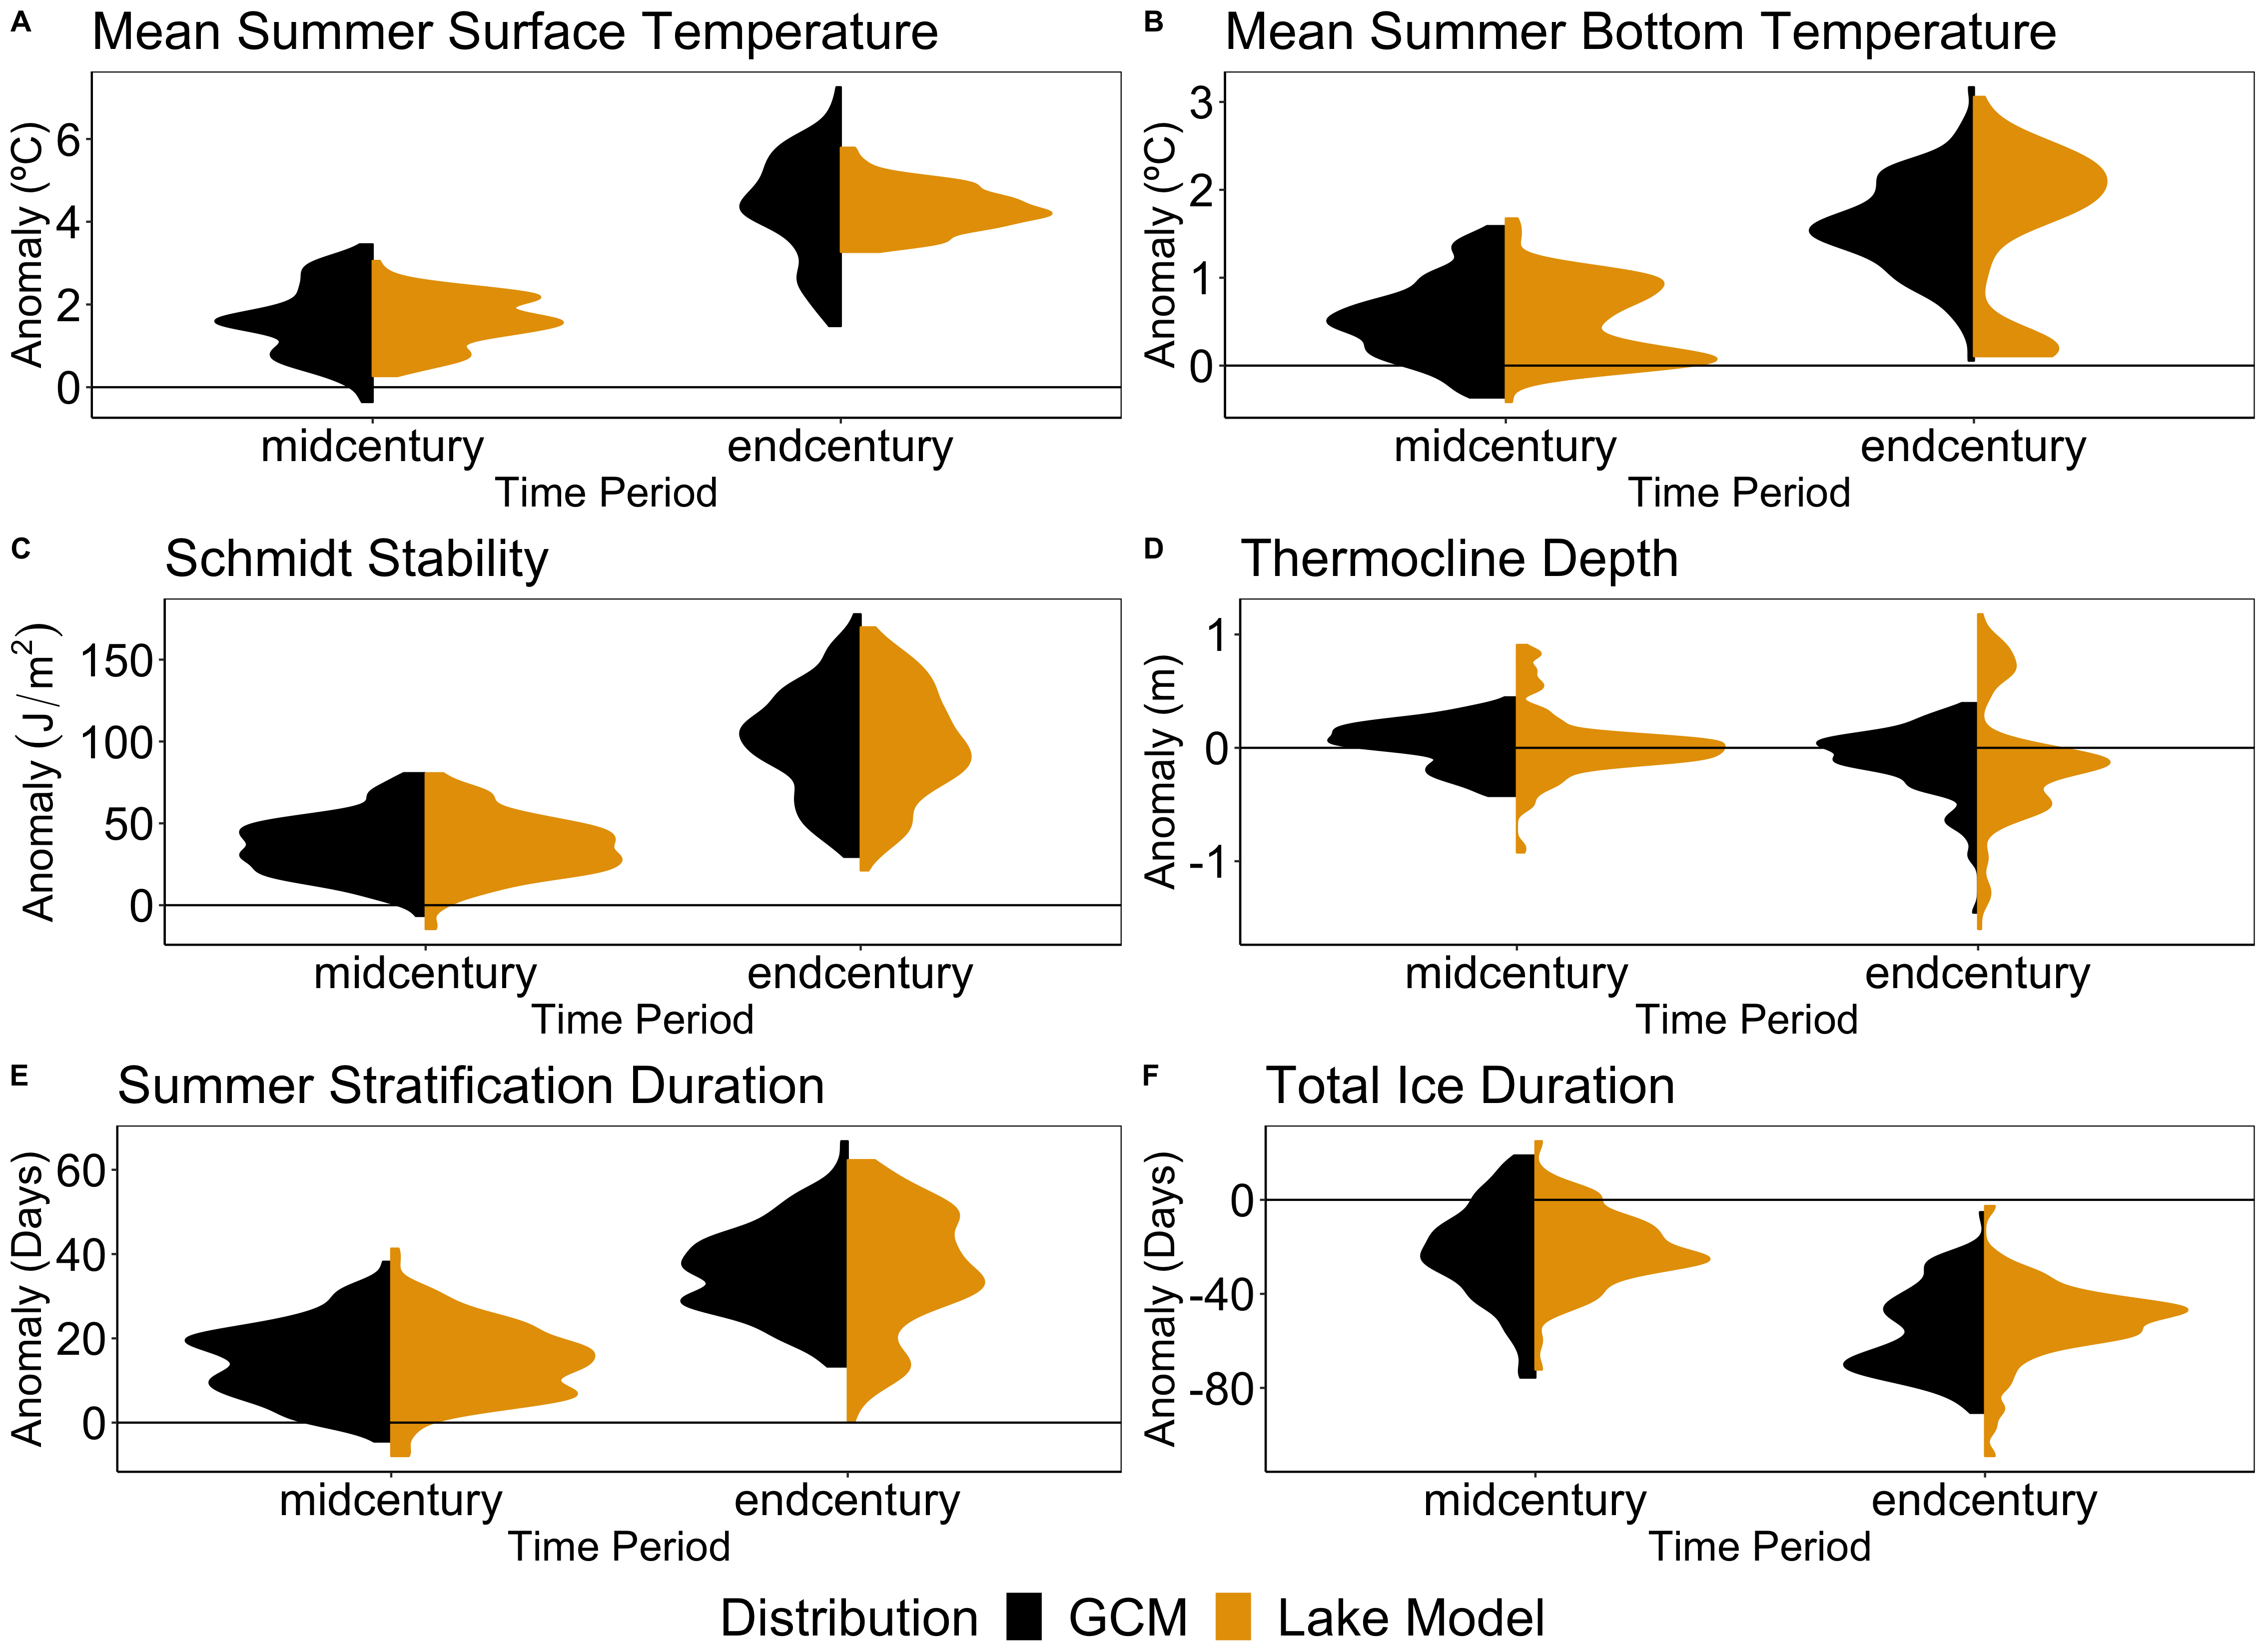 A Mean Summer Surface Temperature
Anomaly (ºC)
6
4
2
0
midcentury endcentury
Time Period
B Mean Summer Bottom Temperature
Anomaly (ºC)
3
2
1
0
midcentury endcentury
Time Period
C Schmidt Stability
Anomaly (J/m²)
150
100
50
0
midcentury endcentury
Time Period
D Thermocline Depth
Anomaly (m)
1
0
-1
midcentury endcentury
Time Period
E Summer Stratification Duration
Anomaly (Days)
60
40
20
0
midcentury endcentury
Time Period
F Total Ice Duration
Anomaly (Days)
0
-40
-80
midcentury endcentury
Time Period
Distribution GCM Lake Model